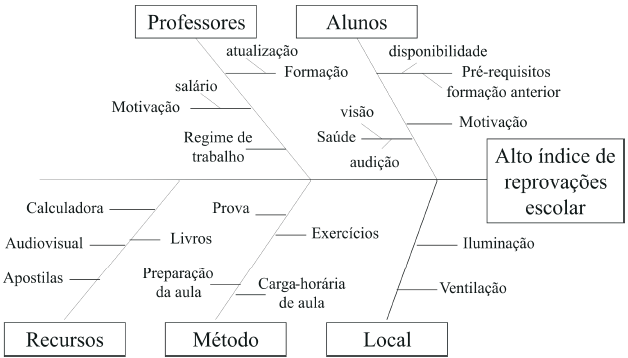 Professores
Alunos
atualização
Formação
salário
Motivação
Regime de
trabalho
disponibilidade
Pré-requisitos
formação anterior
visão
Motivação
Saúde
audição
Alto índice de
reprovações
escolar
Calculadora
Audiovisual
Livros
Apostilas
Prova
Exercícios
Preparação
da aula
Carga-horária
de aula
Iluminação
Ventilação
Recursos
Método
Local